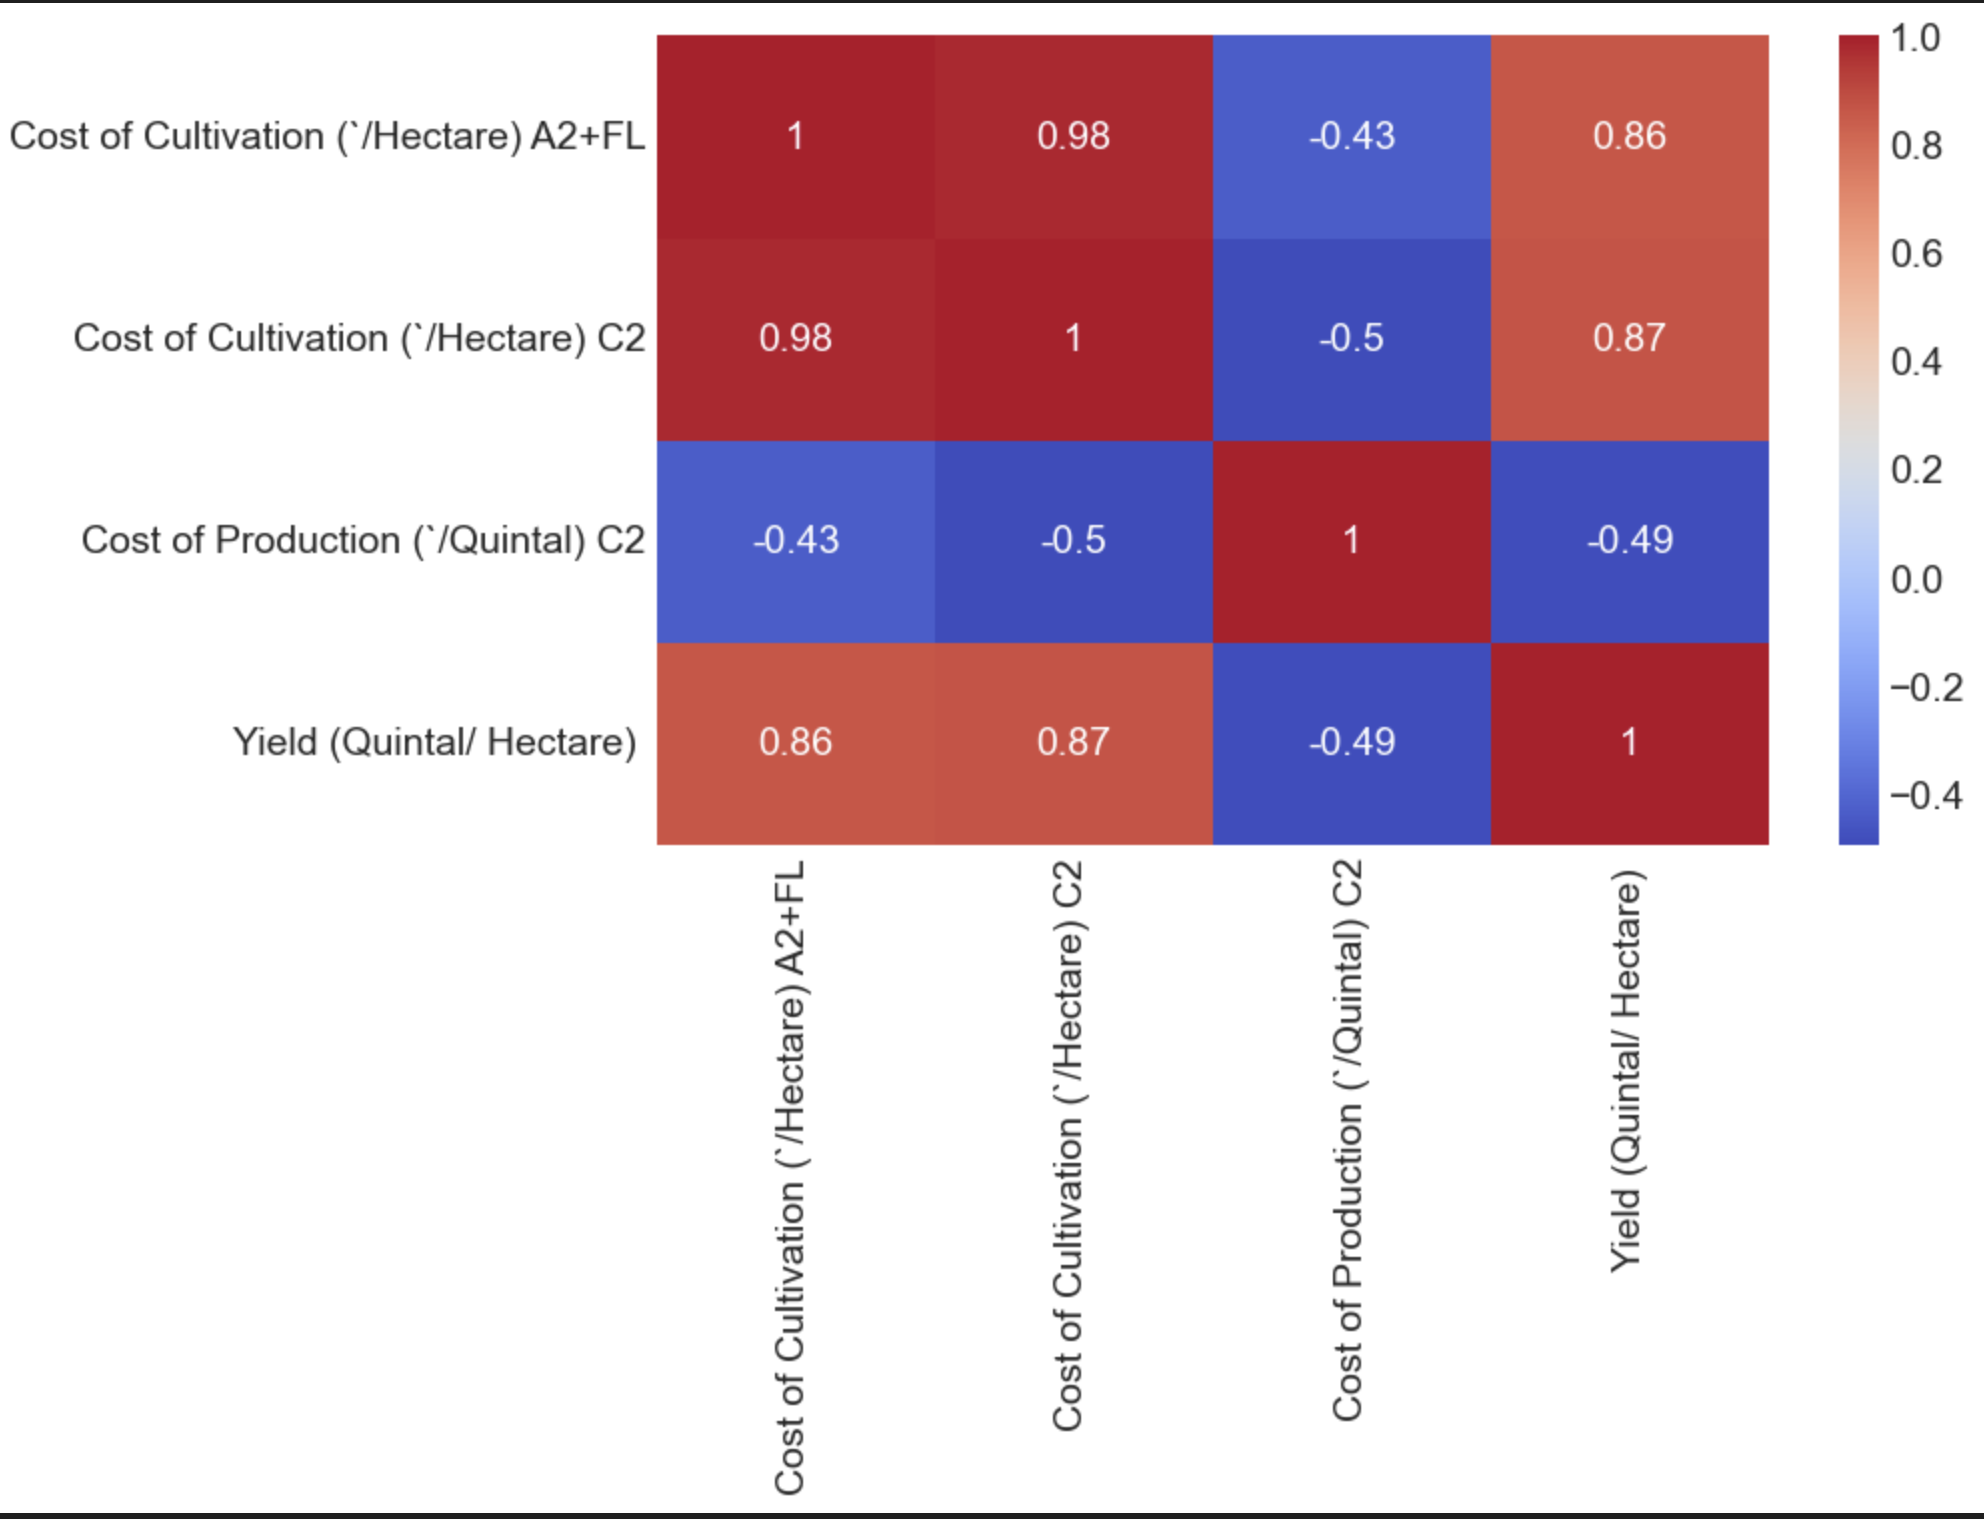 Cost of Cultivation (`/Hectare) A2+FL 1 0.98 -0.43 0.86
Cost of Cultivation (`/Hectare) C2 0.98 1 -0.5 0.87
Cost of Production (`/Quintal) C2 -0.43 -0.5 1 -0.49
Yield (Quintal/ Hectare) 0.86 0.87 -0.49 1
Cost of Cultivation (`/Hectare) A2+FL
Cost of Cultivation (`/Hectare) C2
Cost of Production (`/Quintal) C2
Yield (Quintal/ Hectare)
1.0
0.8
0.6
0.4
0.2
0.0
−0.2
−0.4